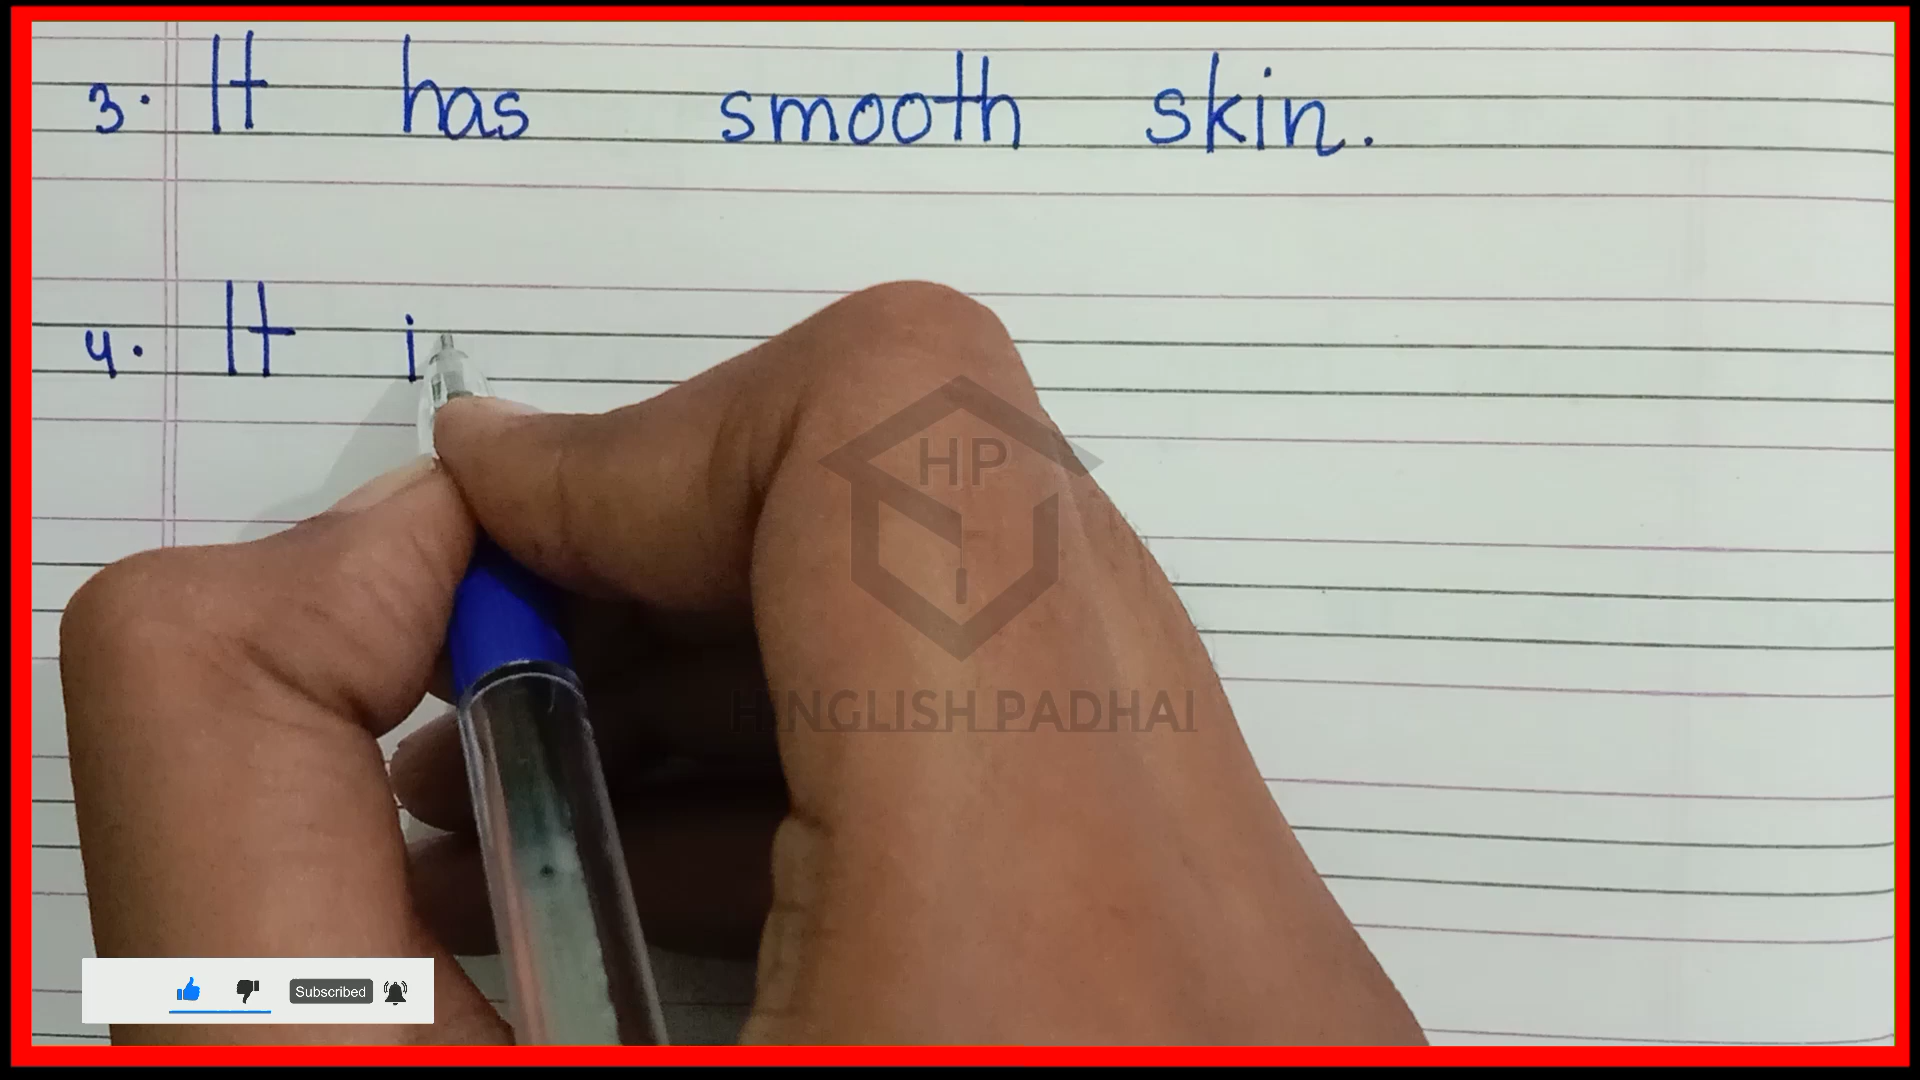 3. It has smooth skin.
4. It i
HP
HINGLISH PADHAI
Subscribed